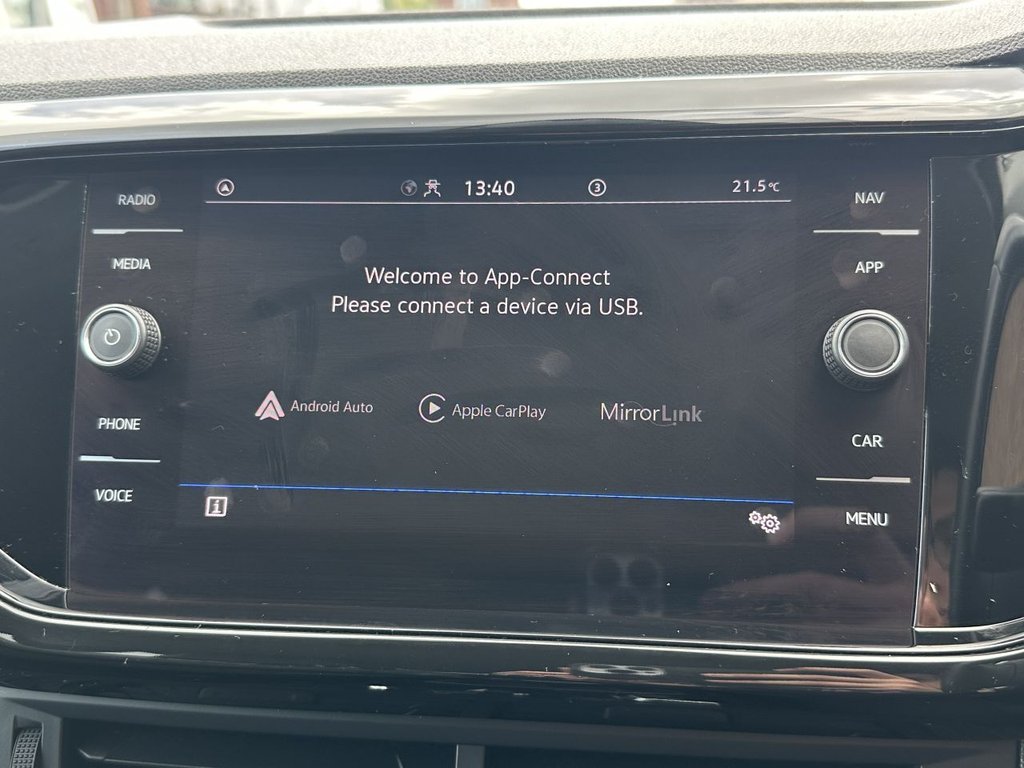 13:40
3
21.5°C
RADIO
NAV
MEDIA
APP
Welcome to App-Connect
Please connect a device via USB.
Android Auto
Apple CarPlay
MirrorLink
PHONE
CAR
VOICE
i
MENU